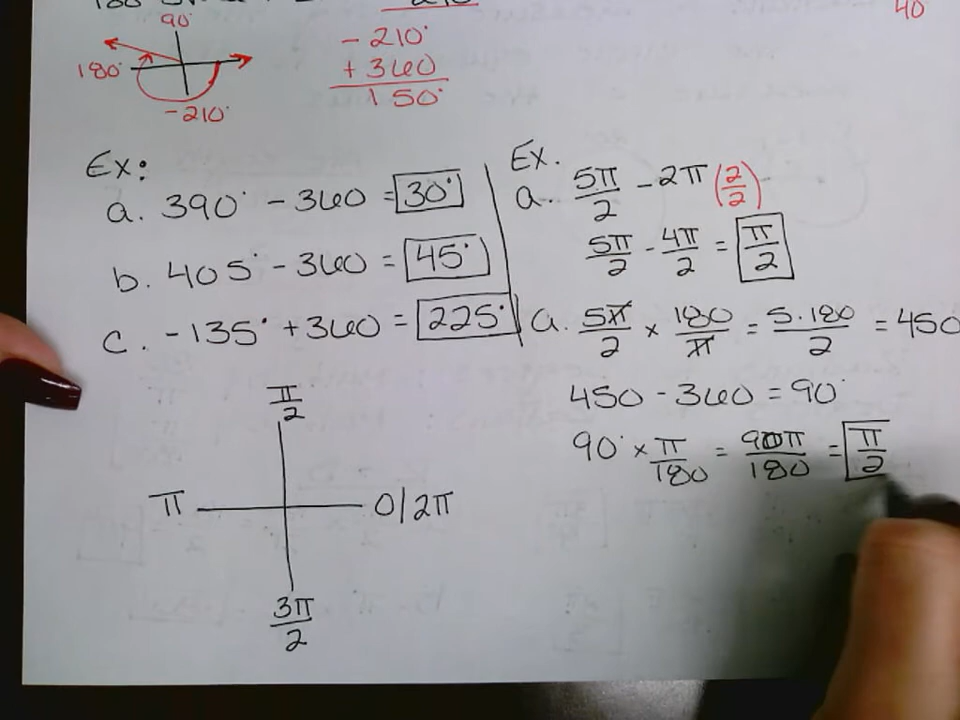 90°
180°
-210°
-210°
+360
150°
40
Ex:
a. 390° - 360 = 30°
b. 405° - 360 = 45°
c. -135° + 360 = 225°
π/2
π
0/2π
3π/2
Ex.
a. 5π/2 - 2π (2/2)
5π/2 - 4π/2 = π/2
a. 5π/2 × 180/π = 5·180/2 = 450
450 - 360 = 90°
90° × π/180 = 90π/180 = π/2